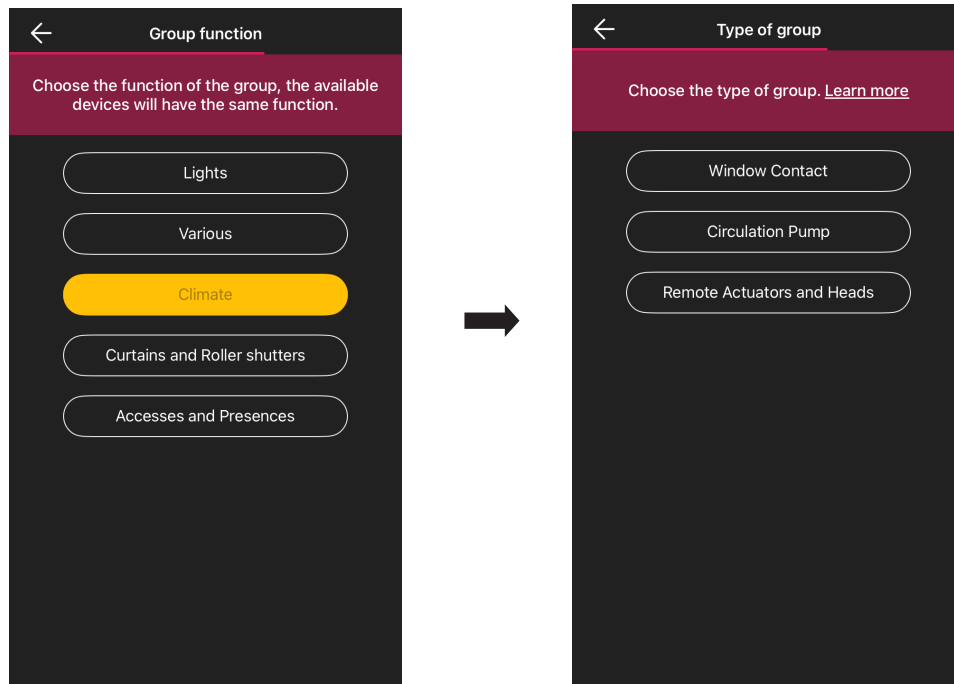 Group function
Choose the function of the group, the available
devices will have the same function.
Lights
Various
Climate
Curtains and Roller shutters
Accesses and Presences
Type of group
Choose the type of group. Learn more
Window Contact
Circulation Pump
Remote Actuators and Heads